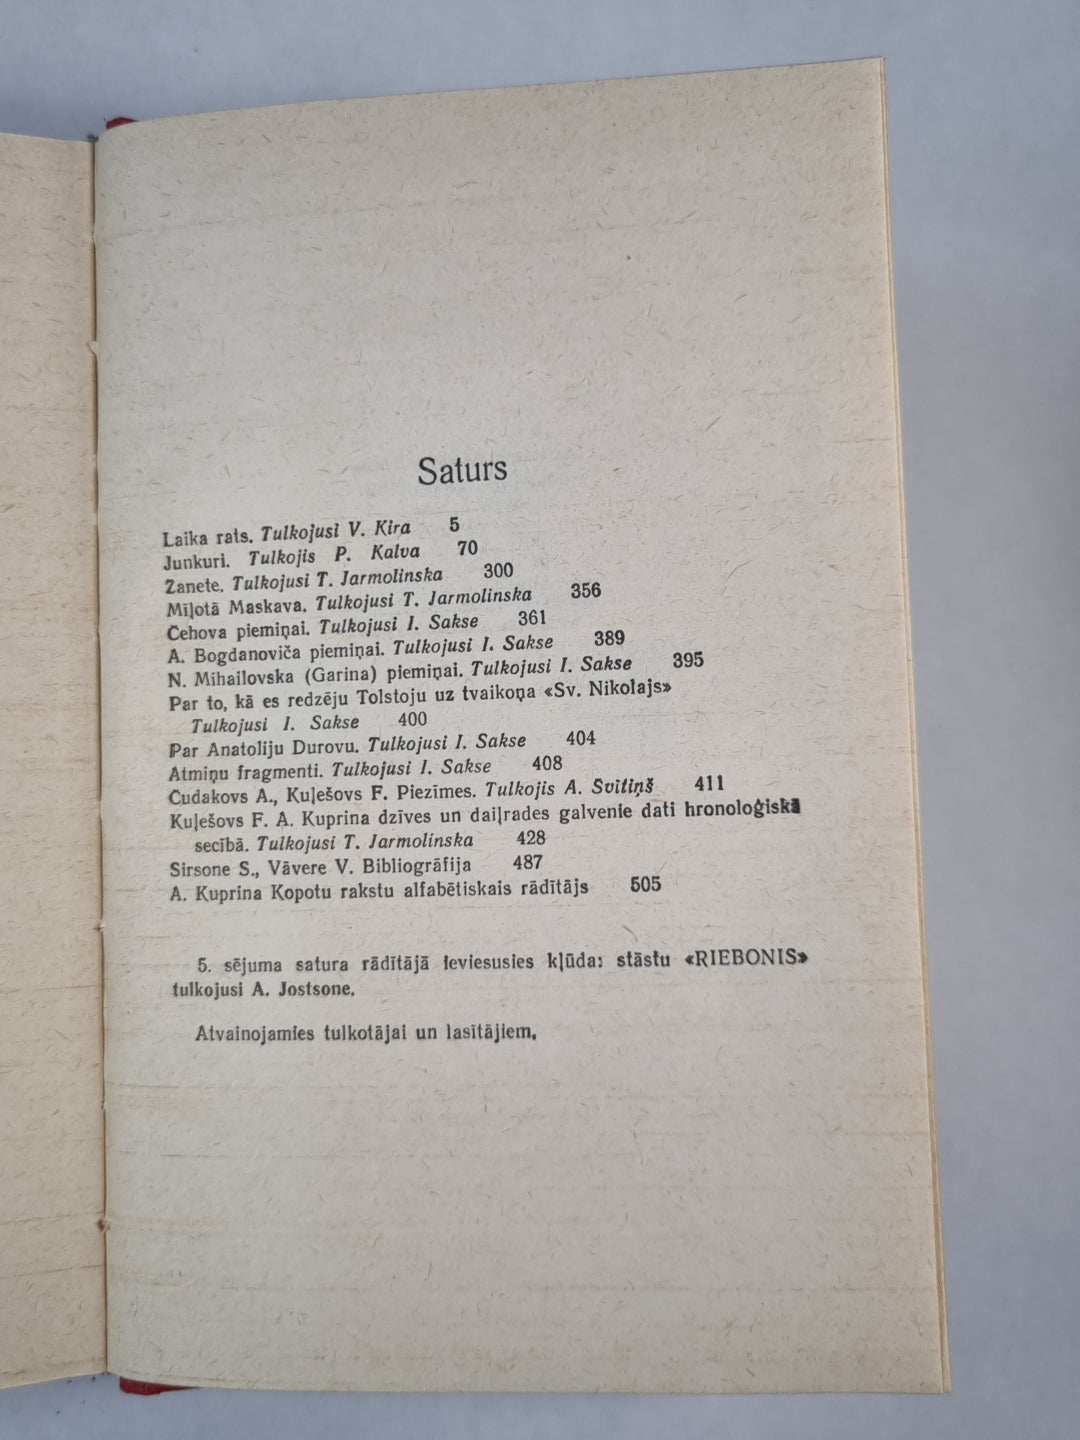 Saturs
Laika rats. Tulkojusi V. Kira 5
Junkuri. Tulkojis P. Kalva 70
Žanete. Tulkojusi T. Jarmolinska 300
Miļotā Maskava. Tulkojusi T. Jarmolinska 356
Čehova piemiņai. Tulkojusi I. Sakse 361
A. Bogdanoviča piemiņai. Tulkojusi I. Sakse 389
N. Mihailovska (Garina) piemiņai. Tulkojusi I. Sakse 395
Par to, kā es redzēju Tolstoju uz tvaikoņa «Sv. Nikolajs»
Tulkojusi I. Sakse 400
Par Anatoliju Durovu. Tulkojusi I. Sakse 404
Atmiņu fragmenti. Tulkojusi I. Sakse 408
Čudakovs A., Kuļešovs F. Piezīmes. Tulkojis A. Svītiņš 411
Kuļešovs F. A. Kuprina dzīves un daiļrades galvenie dati hronoloģiskā
secībā. Tulkojusi T. Jarmolinska 428
Sirsone S., Vāvere V. Bibliogrāfija 487
A. Kuprina Kopotu rakstu alfabētiskais rādītājs 505
5. sējuma satura rādītājā ieviesusies kļūda: stāstu «RIEBONIS»
tulkojusi A. Jostsone.
Atvainojamies tulkotājai un lasītājiem.